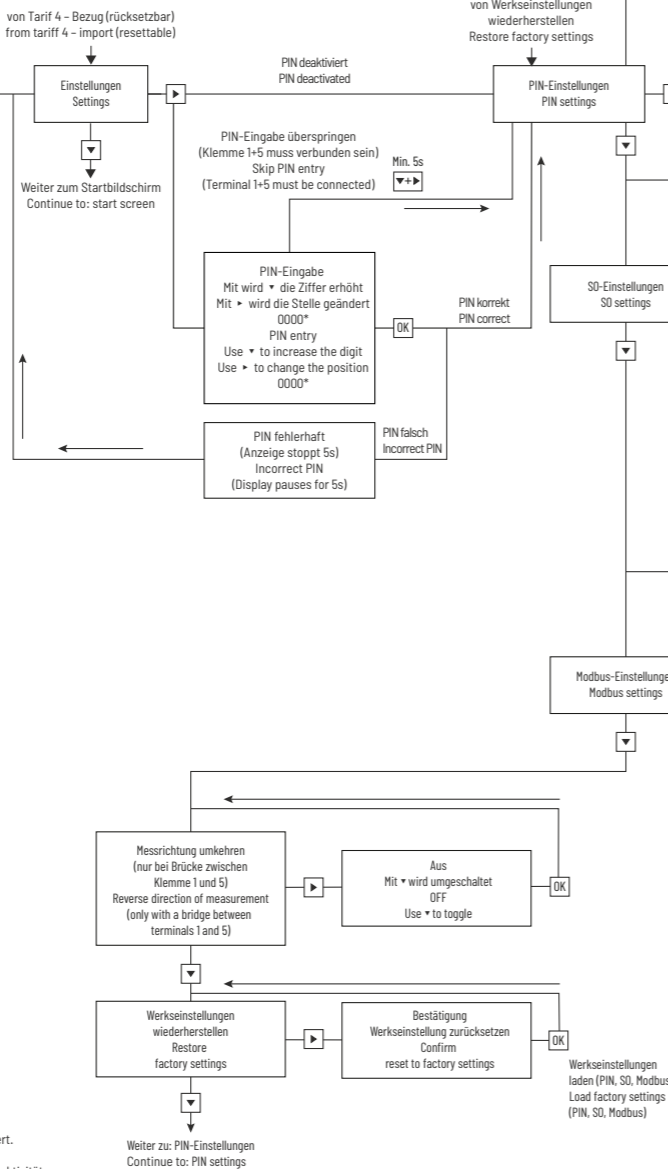 von Tarif 4 – Bezug (rücksetzbar)
from tariff 4 – import (resettable)
von Werkseinstellungen
wiederherstellen
Restore factory settings
Einstellungen
Settings
PIN deaktiviert
PIN deactivated
PIN-Einstellungen
PIN settings
Weiter zum Startbildschirm
Continue to: start screen
PIN-Eingabe überspringen
(Klemme 1+5 muss verbunden sein)
Skip PIN entry
(Terminal 1+5 must be connected)
Min. 5s
▼+►
PIN-Eingabe
Mit wird ▼ die Ziffer erhöht
Mit ► wird die Stelle geändert
0000*
PIN entry
Use ▼ to increase the digit
Use ► to change the position
0000*
OK
PIN korrekt
PIN correct
S0-Einstellungen
S0 settings
PIN fehlerhaft
(Anzeige stoppt 5s)
Incorrect PIN
(Display pauses for 5s)
PIN falsch
Incorrect PIN
Modbus-Einstellunge
Modbus settings
Messrichtung umkehren
(nur bei Brücke zwischen
Klemme 1 und 5)
Reverse direction of measurement
(only with a bridge between
terminals 1 and 5)
Aus
Mit ▼ wird umgeschaltet
OFF
Use ▼ to toggle
OK
Werkseinstellungen
wiederherstellen
Restore
factory settings
Bestätigung
Werkseinstellung zurücksetzen
Confirm
reset to factory settings
OK
Werkseinstellungen
laden (PIN, S0, Modbus
Load factory settings
(PIN, S0, Modbus)
ert.
Weiter zu: PIN-Einstellungen
Continue to: PIN settings